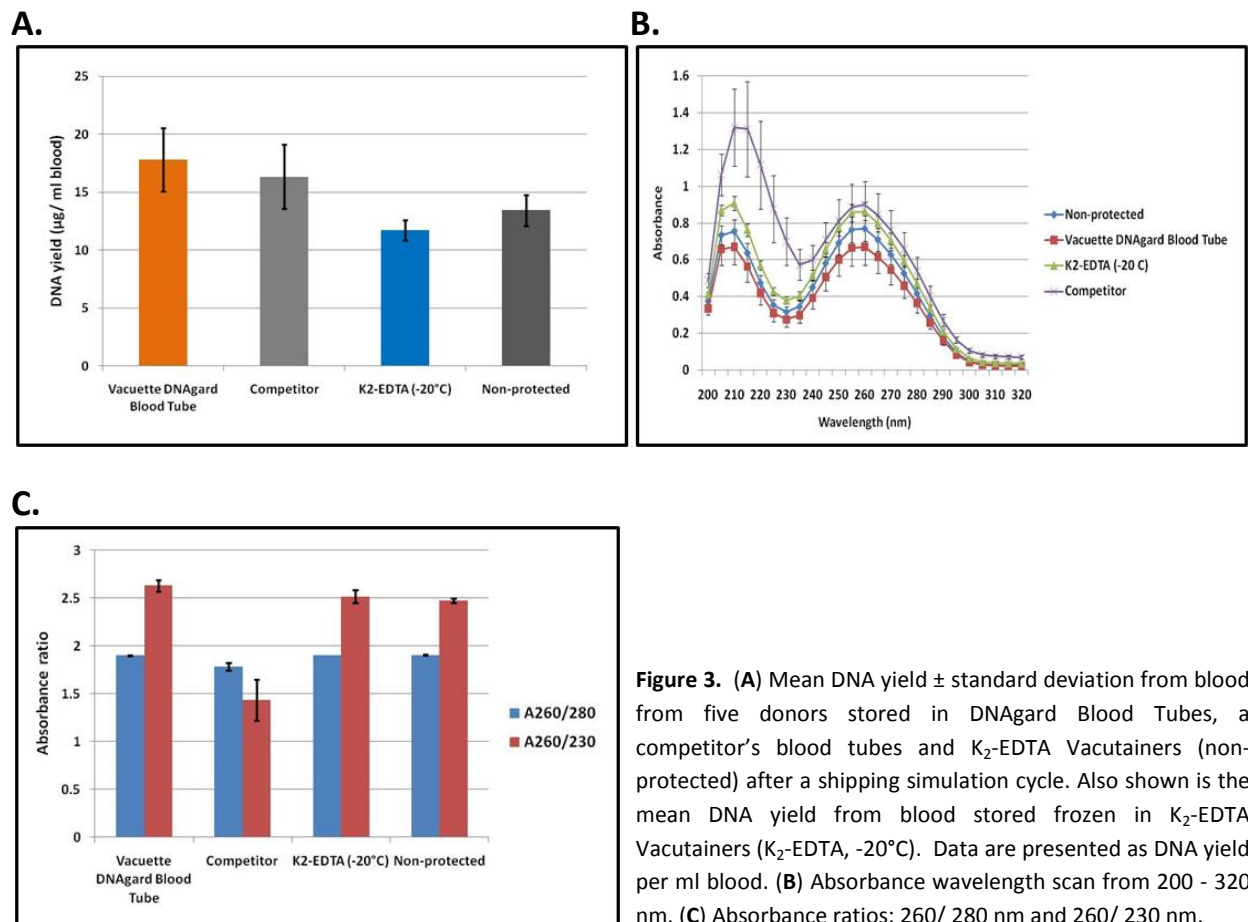 A.
25
20
15
10
5
0
DNA yield (µg/ ml blood)
Vacuette DNAgard
Blood Tube
Competitor
K2-EDTA (-20°C)
Non-protected
B.
1.6
1.4
1.2
1
0.8
0.6
0.4
0.2
0
Absorbance
200 210 220 230 240 250 260 270 280 290 300 310 320
Wavelength (nm)
Non-protected
Vacuette DNAgard Blood Tube
K2-EDTA (-20 C)
Competitor
C.
3
2.5
2
1.5
1
0.5
0
Absorbance ratio
Vacuette
DNAgard Blood
Tube
Competitor
K2-EDTA (-20°C)
Non-protected
A260/280
A260/230
Figure 3. (A) Mean DNA yield ± standard deviation from blood
from five donors stored in DNAgard Blood Tubes, a
competitor's blood tubes and K₂-EDTA Vacutainers (non-
protected) after a shipping simulation cycle. Also shown is the
mean DNA yield from blood stored frozen in K₂-EDTA
Vacutainers (K₂-EDTA, -20°C). Data are presented as DNA yield
per ml blood. (B) Absorbance wavelength scan from 200 - 320
nm. (C) Absorbance ratios: 260/ 280 nm and 260/ 230 nm.